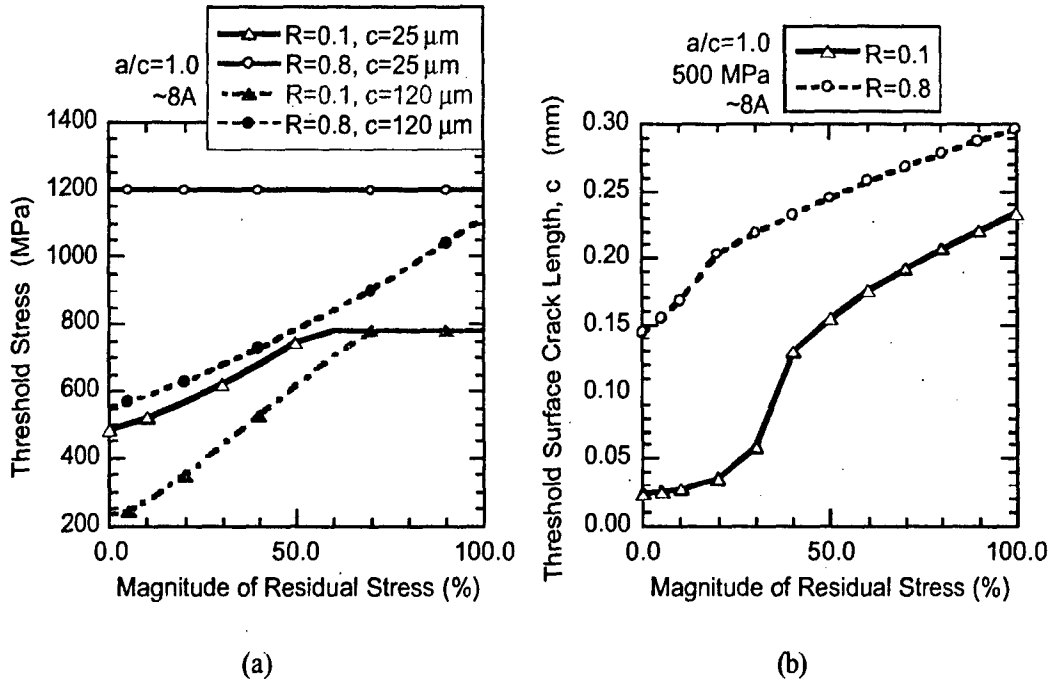 R=0.1, c=25 μm
R=0.8, c=25 μm
R=0.1, c=120 μm
R=0.8, c=120 μm
a/c=1.0
~8A
1400
1200
1000
800
600
400
200
Threshold Stress (MPa)
0.0
50.0
100.0
Magnitude of Residual Stress (%)
(a)
a/c=1.0
500 MPa
~8A
R=0.1
R=0.8
0.30
0.25
0.20
0.15
0.10
0.05
0.00
Threshold Surface Crack Length, c (mm)
0.0
50.0
100.0
Magnitude of Residual Stress (%)
(b)